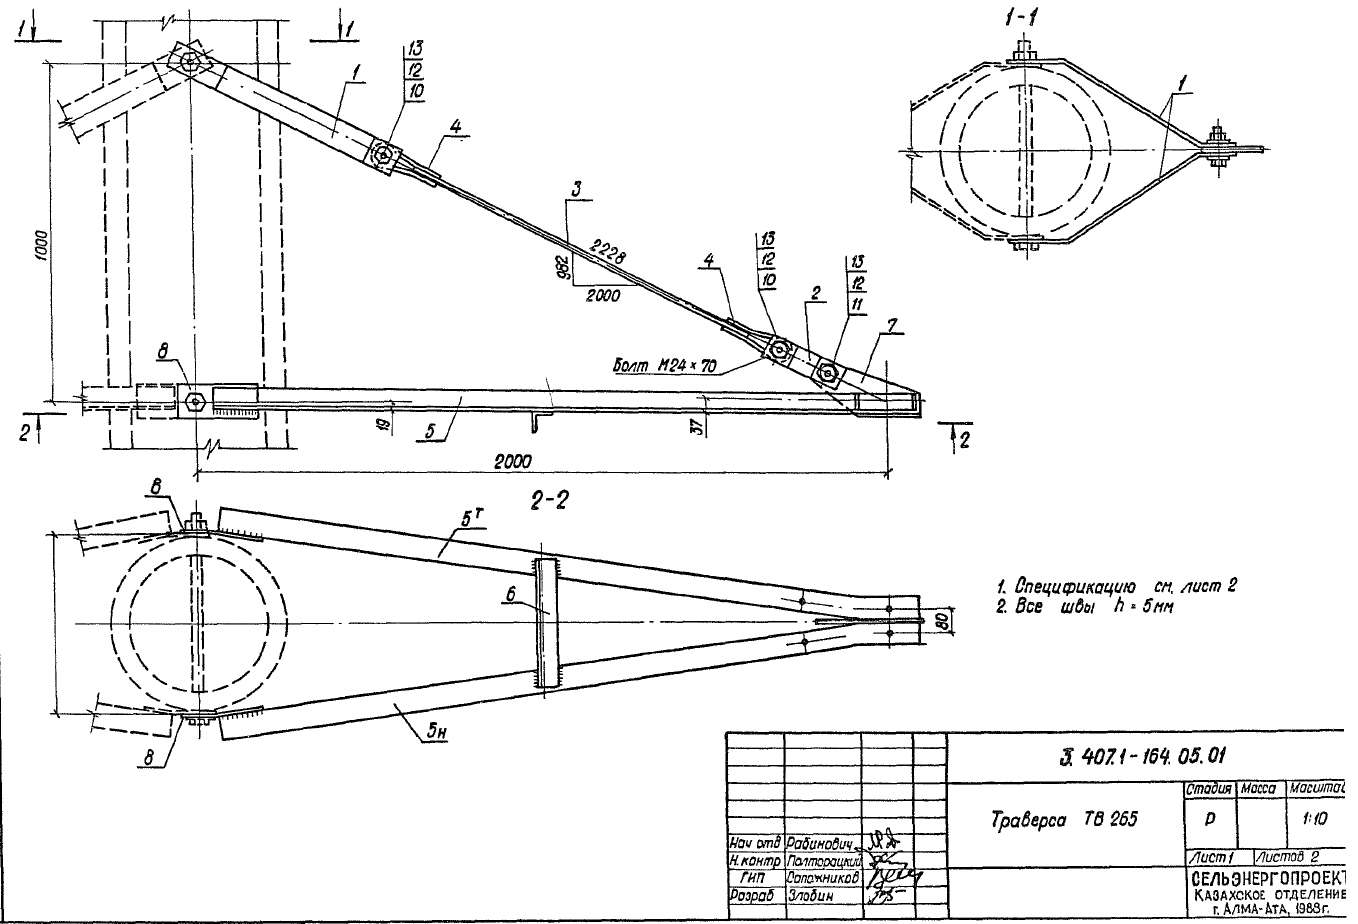 1
1
13
12
10
1
4
3
1000
2228
982
2000
4
13
12
10
13
12
11
2
7
Болт М24×70
8
19
5
37
2
2
2000
1-1
1
2-2
8
5т
6
80
5н
8
1. Спецификацию см. лист 2
2. Все швы h = 5мм
3.407.1-164.05.01
Траверса ТВ 265
Стадия Масса Масштаб
Р 1:10
Лист 1 Листов 2
СЕЛЬЭНЕРГОПРОЕКТ
КАЗАХСКОЕ ОТДЕЛЕНИЕ
г. АЛМА-АТА, 1983г.
Нач отд Рабинович
Н.контр Полторацкий
ГИП Сапожников
Разраб Злобин